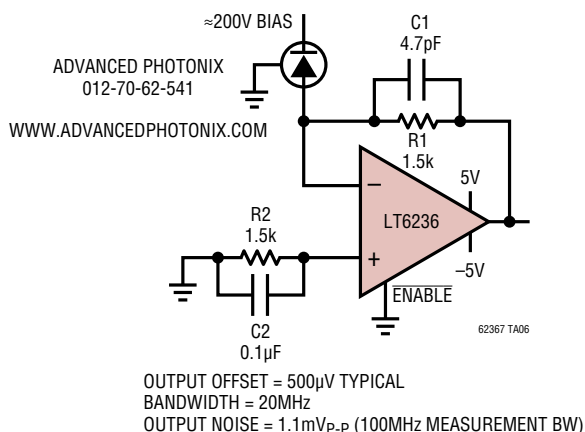 ≈200V BIAS
ADVANCED PHOTONIX
012-70-62-541
WWW.ADVANCEDPHOTONIX.COM
C1
4.7pF
R1
1.5k
–
5V
LT6236
R2
1.5k
+
–5V
ENABLE
C2
0.1µF
62367 TA06
OUTPUT OFFSET = 500µV TYPICAL
BANDWIDTH = 20MHz
OUTPUT NOISE = 1.1mVP-P (100MHz MEASUREMENT BW)